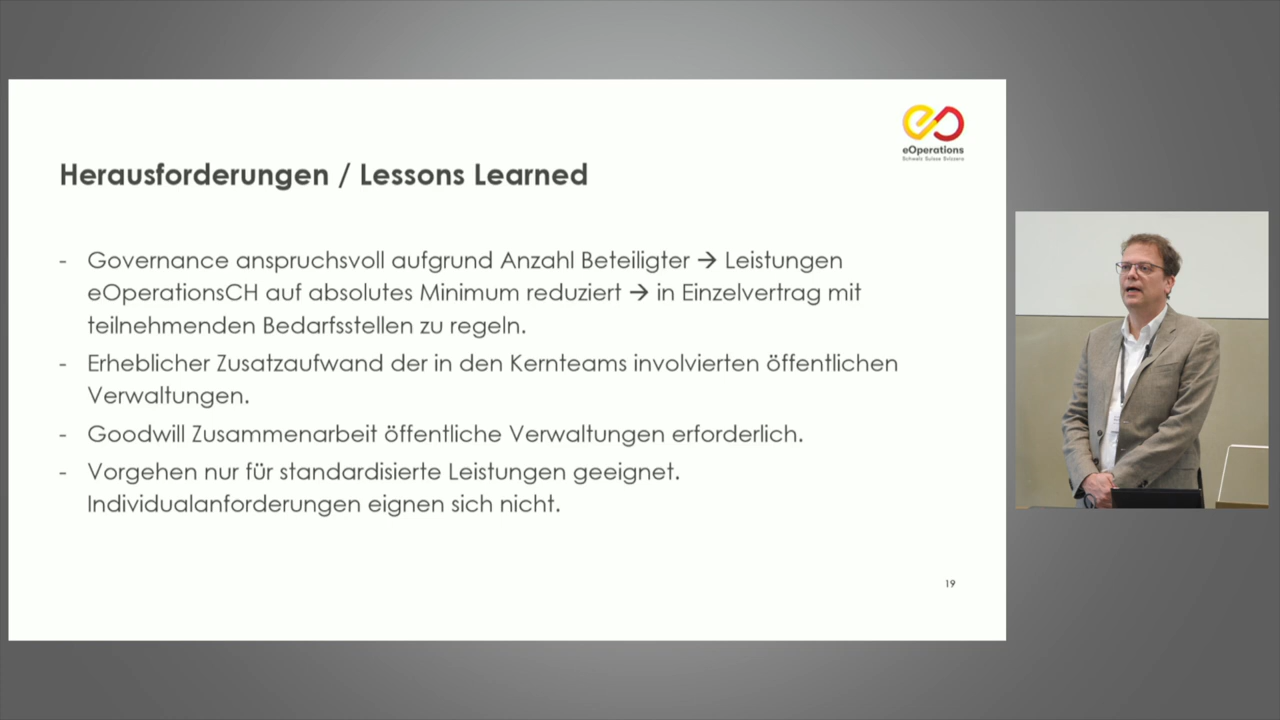 eOperations
Schweiz Suisse Svizzera
Herausforderungen / Lessons Learned
- Governance anspruchsvoll aufgrund Anzahl Beteiligter → Leistungen
eOperationsCH auf absolutes Minimum reduziert → in Einzelvertrag mit
teilnehmenden Bedarfsstellen zu regeln.
- Erheblicher Zusatzaufwand der in den Kernteams involvierten öffentlichen
Verwaltungen.
- Goodwill Zusammenarbeit öffentliche Verwaltungen erforderlich.
- Vorgehen nur für standardisierte Leistungen geeignet.
Individualanforderungen eignen sich nicht.
19